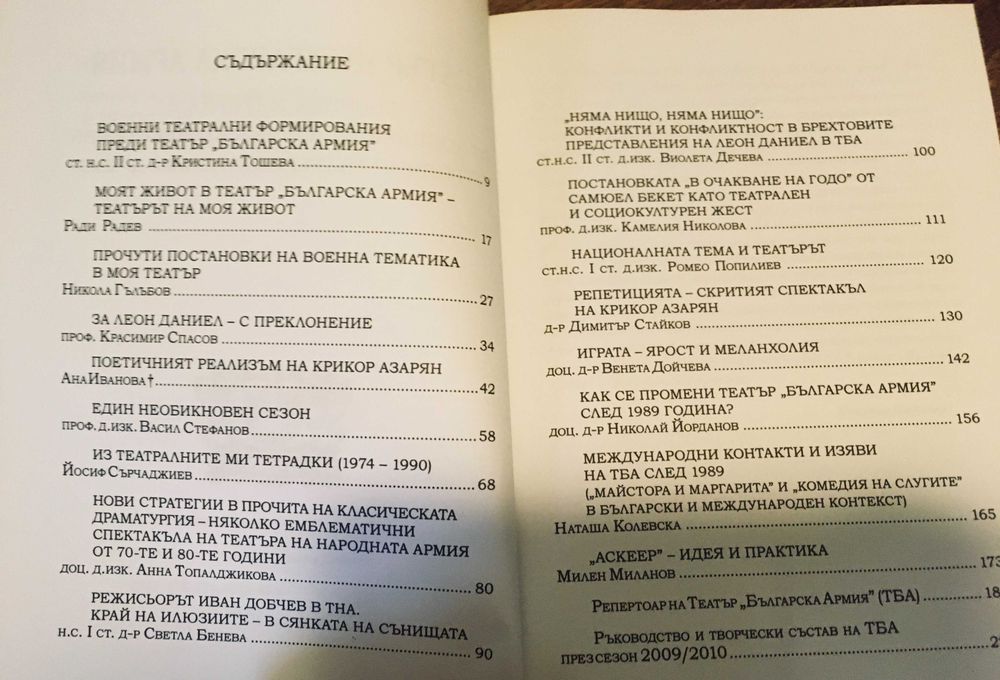 СЪДЪРЖАНИЕ
ВОЕННИ ТЕАТРАЛНИ ФОРМИРОВАНИЯ
ПРЕДИ ТЕАТЪР „БЪЛГАРСКА АРМИЯ”
СТ. Н.С. II СТ. Д-Р КРИСТИНА ТОШЕВА 9
МОЯТ ЖИВОТ В ТЕАТЪР „БЪЛГАРСКА АРМИЯ” –
ТЕАТЪРЪТ НА МОЯ ЖИВОТ
РАДИ РАДЕВ 17
ПРОЧУТИ ПОСТАНОВКИ НА ВОЕННА ТЕМАТИКА
В МОЯ ТЕАТЪР
НИКОЛА ГЪЛЪБОВ 27
ЗА ЛЕОН ДАНИЕЛ – С ПРЕКЛОНЕНИЕ
ПРОФ. КРАСИМИР СПАСОВ 34
ПОЕТИЧНИЯТ РЕАЛИЗЪМ НА КРИКОР АЗАРЯН
АНА ИВАНОВА † 42
ЕДИН НЕОБИКНОВЕН СЕЗОН
ПРОФ. Д.ИЗК. ВАСИЛ СТЕФАНОВ 58
ИЗ ТЕАТРАЛНИТЕ МИ ТЕТРАДКИ (1974 – 1990)
ЙОСИФ СЪРЧАДЖИЕВ 68
НОВИ СТРАТЕГИИ В ПРОЧИТА НА КЛАСИЧЕСКАТА
ДРАМАТУРГИЯ – НЯКОЛКО ЕМБЛЕМАТИЧНИ
СПЕКТАКЪЛА НА ТЕАТЪРА НА НАРОДНАТА АРМИЯ
ОТ 70-ТЕ И 80-ТЕ ГОДИНИ
ДОЦ. Д.ИЗК. АННА ТОПАЛДЖИКОВА 80
РЕЖИСЬОРЪТ ИВАН ДОБЧЕВ В ТНА.
КРАЙ НА ИЛЮЗИИТЕ – В СЯНКАТА НА СЪНИЩАТА
Н.С. I СТ. Д-Р СВЕТЛА БЕНЕВА 90
„НЯМА НИЩО, НЯМА НИЩО”:
КОНФЛИКТИ И КОНФЛИКТНОСТ В БРЕХТОВИТЕ
ПРЕДСТАВЛЕНИЯ НА ЛЕОН ДАНИЕЛ В ТБА
СТ.Н.С. II СТ. Д.ИЗК. ВИОЛЕТА ДЕЧЕВА 100
ПОСТАНОВКАТА „В ОЧАКВАНЕ НА ГОДО” ОТ
САМЮЕЛ БЕКЕТ КАТО ТЕАТРАЛЕН
И СОЦИОКУЛТУРЕН ЖЕСТ
ПРОФ. Д.ИЗК. КАМЕЛИЯ НИКОЛОВА 111
НАЦИОНАЛНАТА ТЕМА И ТЕАТЪРЪТ
СТ.Н.С. I СТ. Д.ИЗК. РОМЕО ПОПИЛИЕВ 120
РЕПЕТИЦИЯТА – СКРИТИЯТ СПЕКТАКЪЛ
НА КРИКОР АЗАРЯН
Д-Р ДИМИТЪР СТАЙКОВ 130
ИГРАТА – ЯРОСТ И МЕЛАНХОЛИЯ
ДОЦ. Д-Р ВЕНЕТА ДОЙЧЕВА 142
КАК СЕ ПРОМЕНИ ТЕАТЪР „БЪЛГАРСКА АРМИЯ”
СЛЕД 1989 ГОДИНА?
ДОЦ. Д-Р НИКОЛАЙ ЙОРДАНОВ 156
МЕЖДУНАРОДНИ КОНТАКТИ И ИЗЯВИ
НА ТБА СЛЕД 1989
(„МАЙСТОРА И МАРГАРИТА” И „КОМЕДИЯ НА СЛУГИТЕ”
В БЪЛГАРСКИ И МЕЖДУНАРОДЕН КОНТЕКСТ)
НАТАША КОЛЕВСКА 165
„АСКЕЕР” – ИДЕЯ И ПРАКТИКА
МИЛЕН МИЛАНОВ 173
РЕПЕРТОАР НА ТЕАТЪР „БЪЛГАРСКА АРМИЯ” (ТБА)
РЪКОВОДСТВО И ТВОРЧЕСКИ СЪСТАВ НА ТБА
ПРЕЗ СЕЗОН 2009/2010